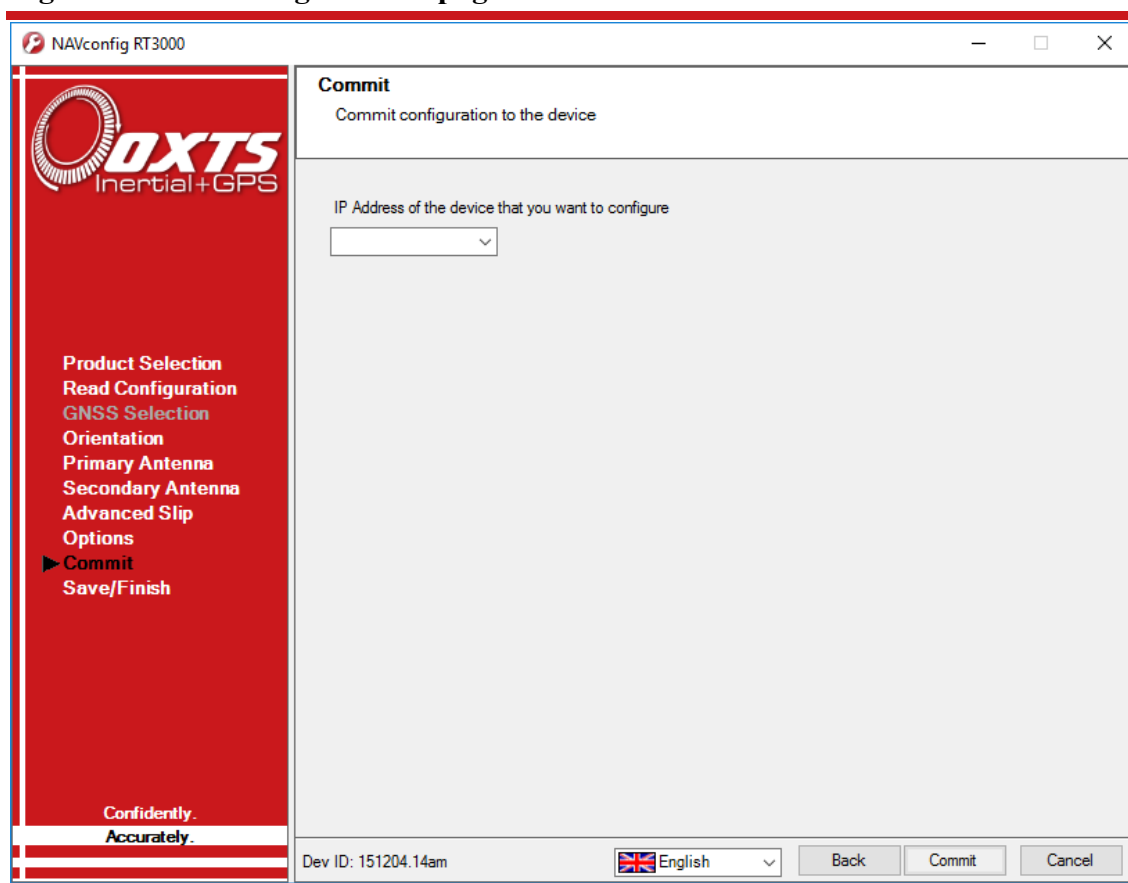 NAVconfig RT3000
OXTS
Inertial+GPS
Commit
Commit configuration to the device
IP Address of the device that you want to configure
Product Selection
Read Configuration
GNSS Selection
Orientation
Primary Antenna
Secondary Antenna
Advanced Slip
Options
Commit
Save/Finish
Confidently.
Accurately.
Dev ID: 151204.14am
English
Back
Commit
Cancel